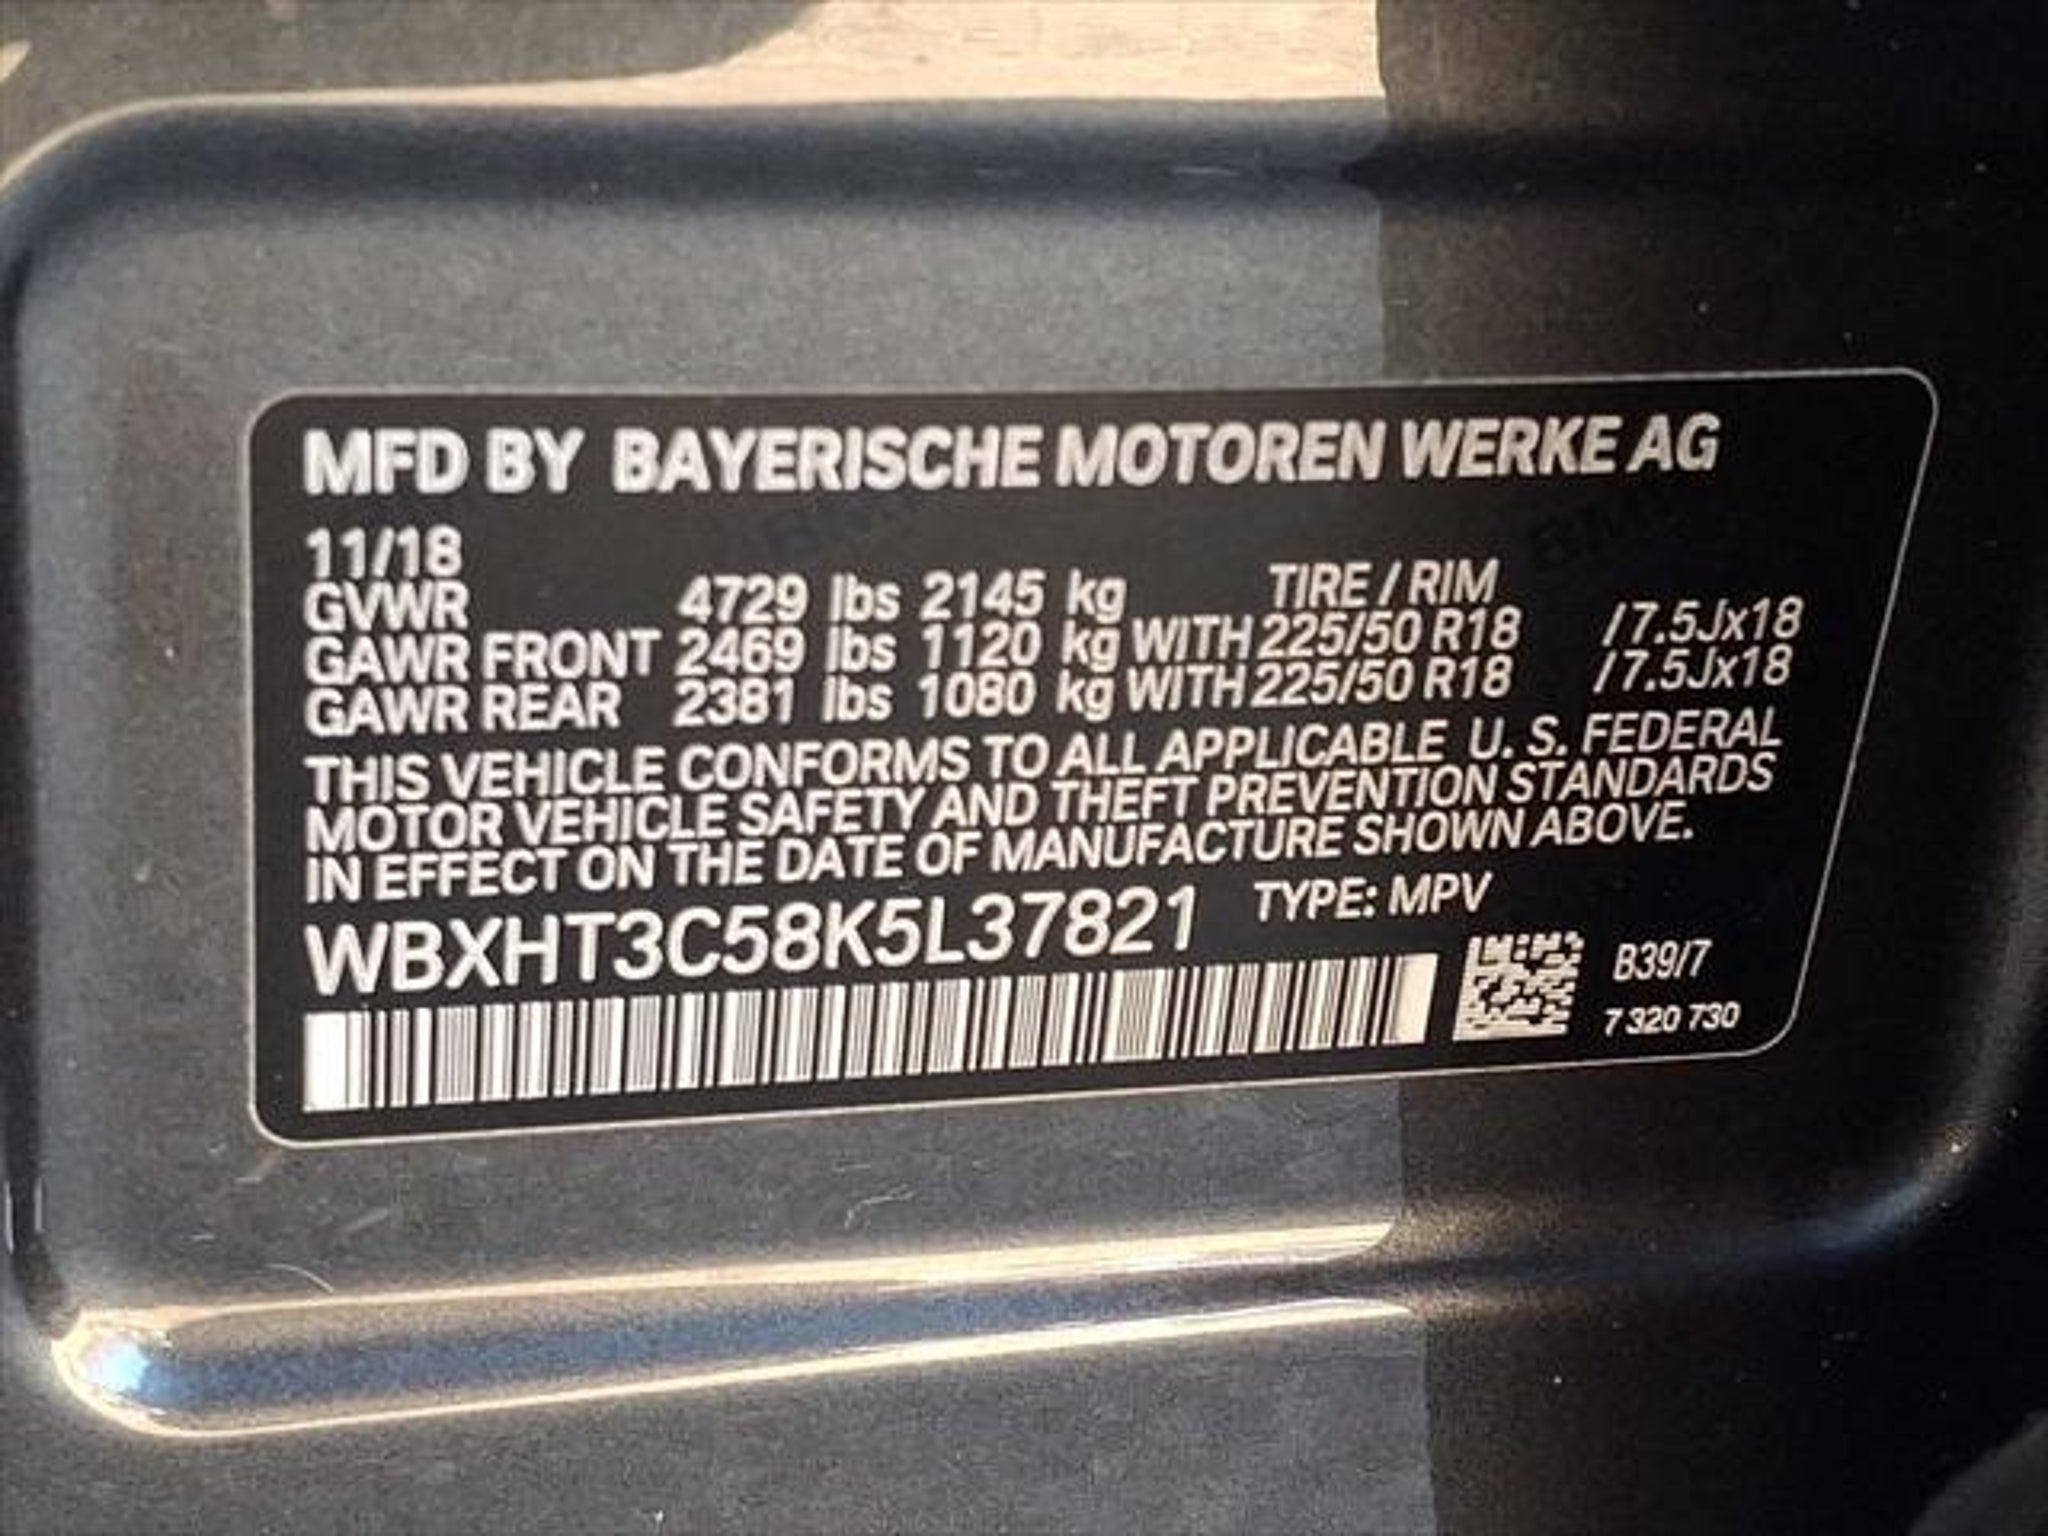 MFD BY BAYERISCHE MOTOREN WERKE AG
11/18 TIRE / RIM
GVWR 4729 lbs 2145 kg
GAWR FRONT 2469 lbs 1120 kg WITH 225/50 R18 /7.5Jx18
GAWR REAR 2381 lbs 1080 kg WITH 225/50 R18 /7.5Jx18
THIS VEHICLE CONFORMS TO ALL APPLICABLE U. S. FEDERAL
MOTOR VEHICLE SAFETY AND THEFT PREVENTION STANDARDS
IN EFFECT ON THE DATE OF MANUFACTURE SHOWN ABOVE.
WBXHT3C58K5L37821 TYPE: MPV
B39/7
7 320 730